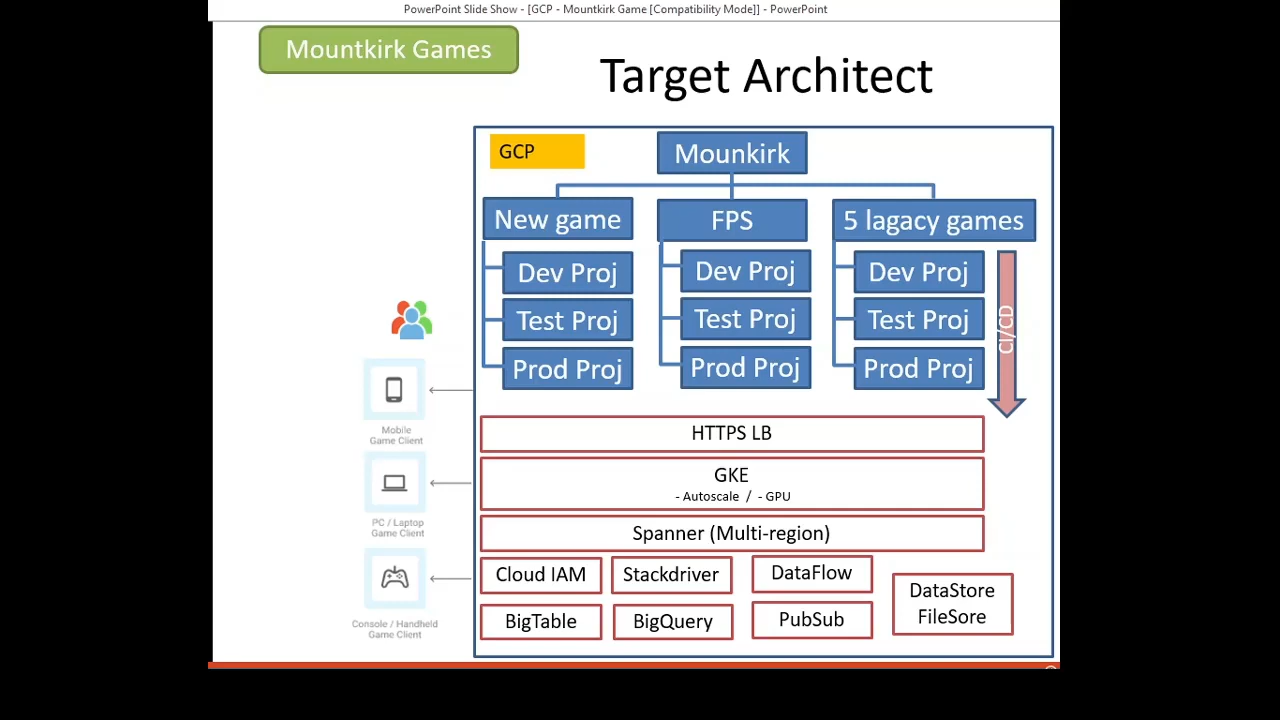 PowerPoint Slide Show - [GCP - Mountkirk Game [Compatibility Mode]] - PowerPoint
Mountkirk Games
Target Architect
GCP
Mounkirk
New game
FPS
5 lagacy games
Dev Proj
Dev Proj
Dev Proj
Test Proj
Test Proj
Test Proj
Prod Proj
Prod Proj
Prod Proj
CI/CD
Mobile
Game Client
PC / Laptop
Game Client
Console / Handheld
Game Client
HTTPS LB
GKE
- Autoscale / - GPU
Spanner (Multi-region)
Cloud IAM
Stackdriver
DataFlow
DataStore
FileSore
BigTable
BigQuery
PubSub